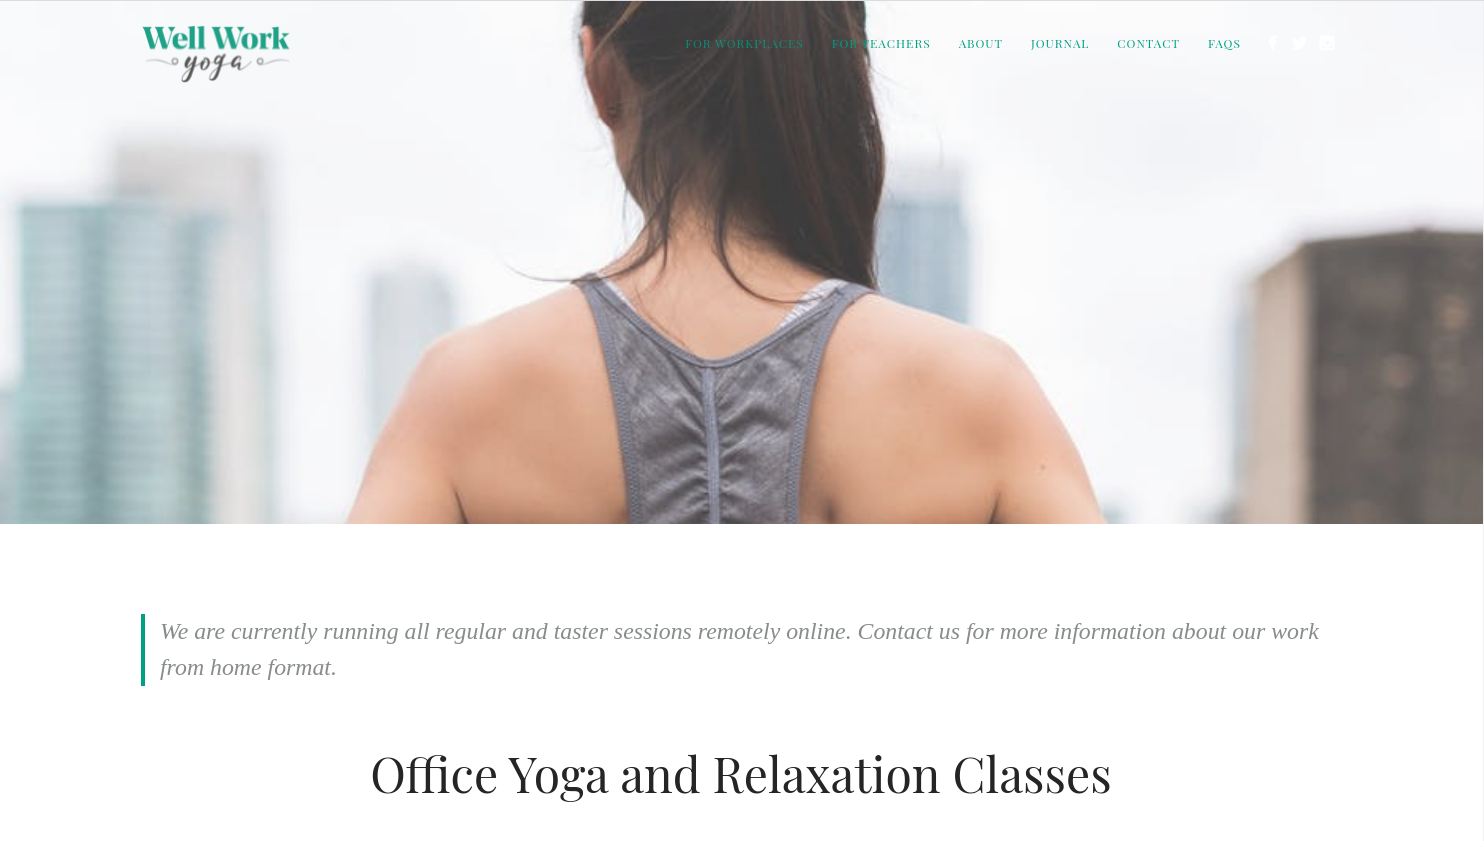 Well Work
yoga
FOR WORKPLACES FOR TEACHERS ABOUT JOURNAL CONTACT FAQS
We are currently running all regular and taster sessions remotely online. Contact us for more information about our work
from home format.
Office Yoga and Relaxation Classes